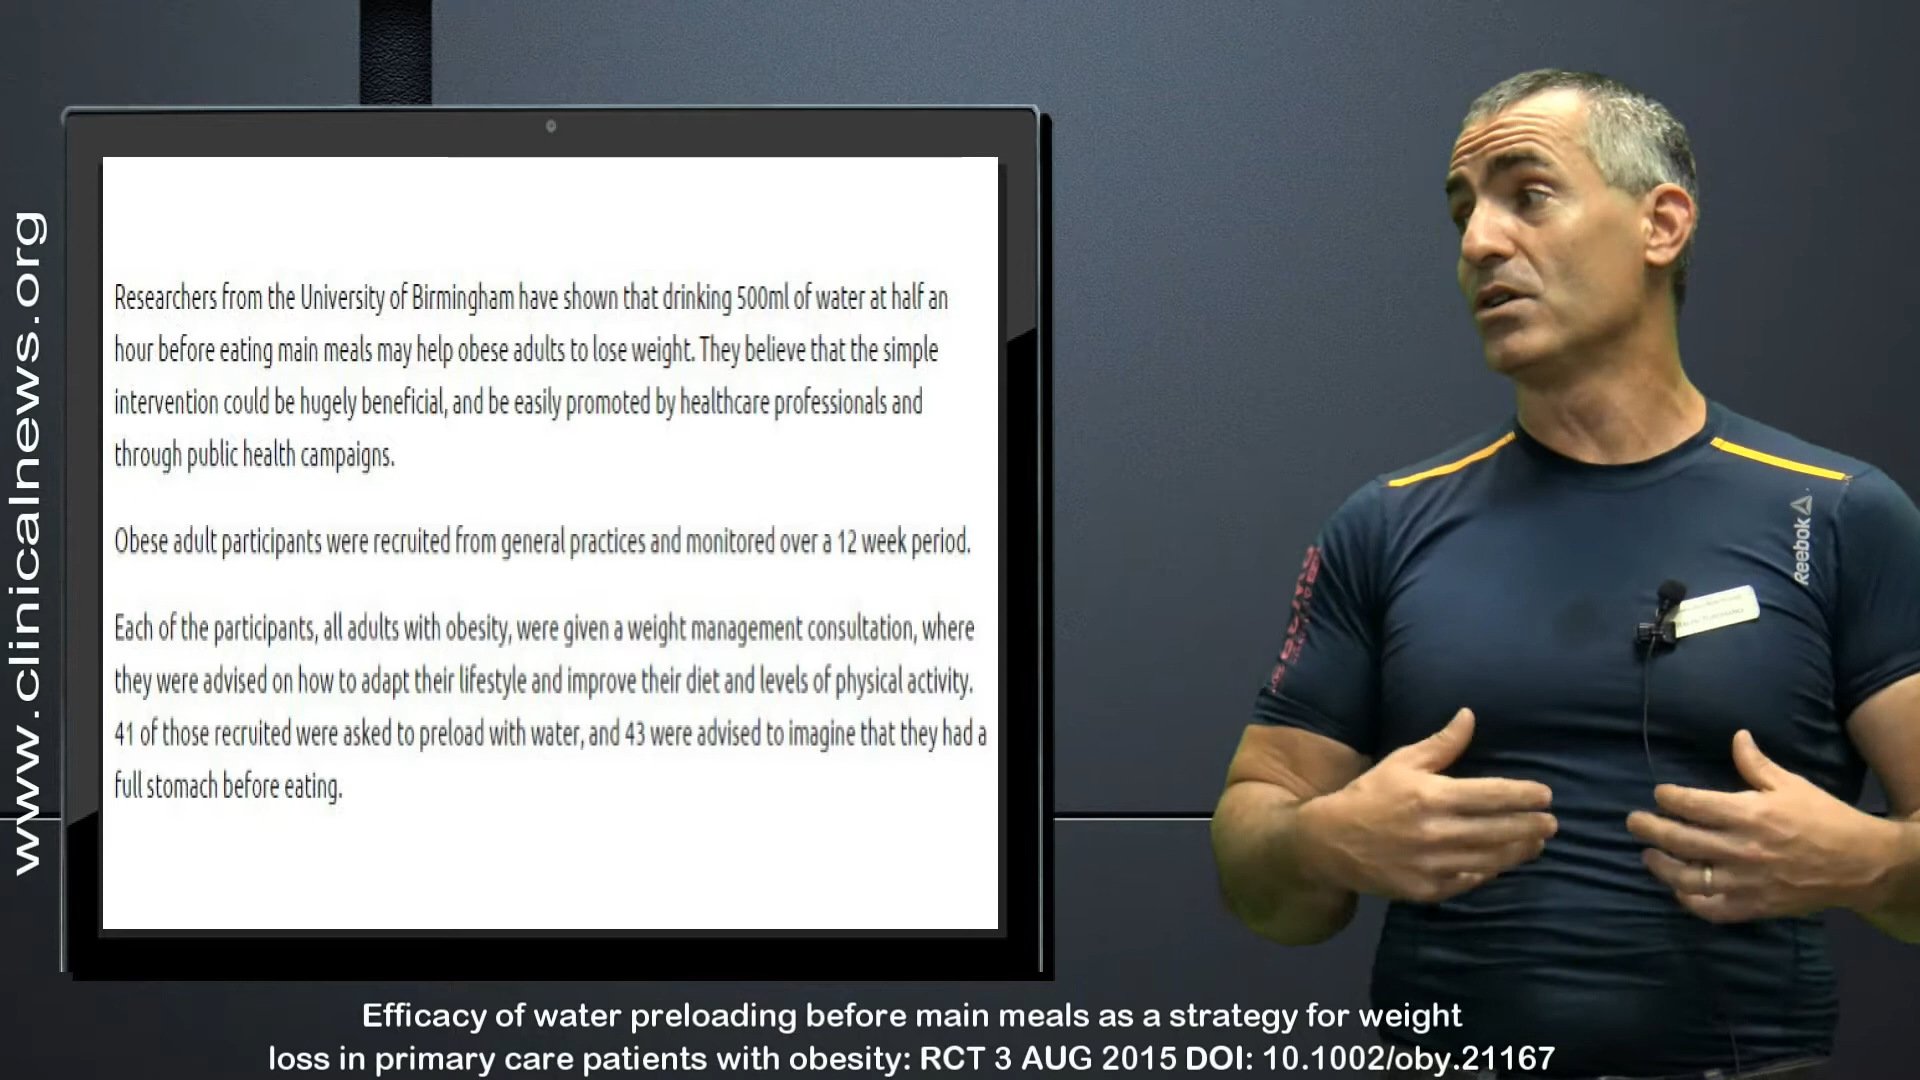 www.clinicalnews.org
Researchers from the University of Birmingham have shown that drinking 500ml of water at half an
hour before eating main meals may help obese adults to lose weight. They believe that the simple
intervention could be hugely beneficial, and be easily promoted by healthcare professionals and
through public health campaigns.
Obese adult participants were recruited from general practices and monitored over a 12 week period.
Each of the participants, all adults with obesity, were given a weight management consultation, where
they were advised on how to adapt their lifestyle and improve their diet and levels of physical activity.
41 of those recruited were asked to preload with water, and 43 were advised to imagine that they had a
full stomach before eating.
Reebok
Efficacy of water preloading before main meals as a strategy for weight
loss in primary care patients with obesity: RCT 3 AUG 2015 DOI: 10.1002/oby.21167